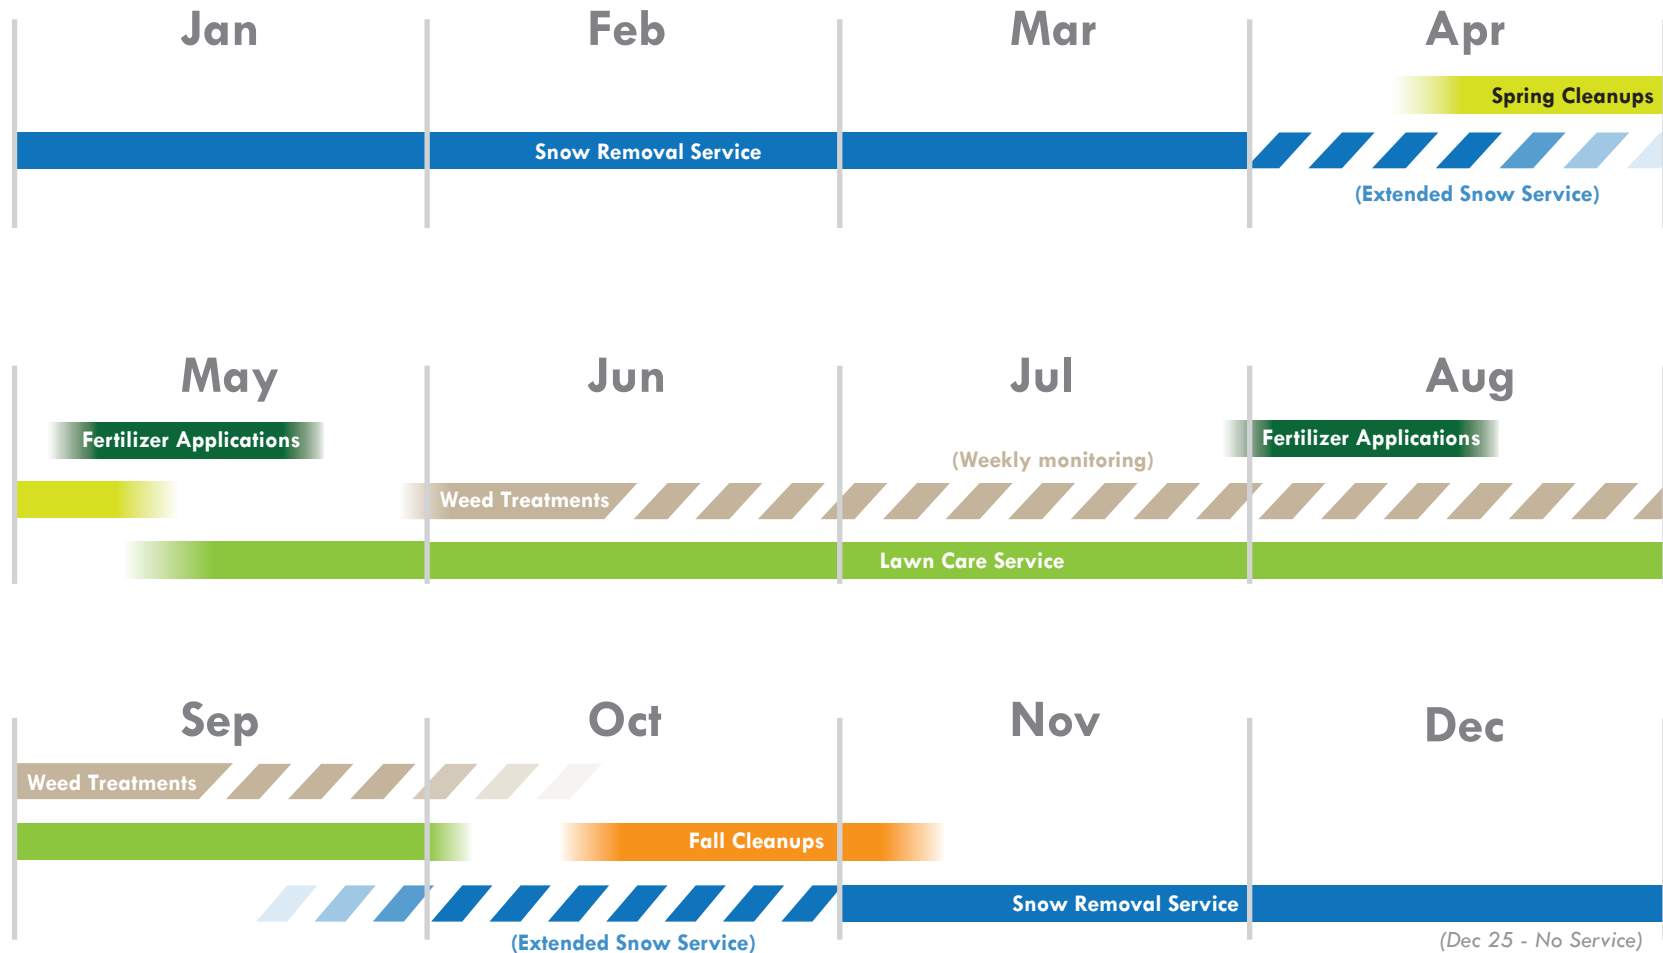 Jan
Feb
Mar
Apr
Spring Cleanups
Snow Removal Service
(Extended Snow Service)
May
Jun
Jul
Aug
Fertilizer Applications
Fertilizer Applications
(Weekly monitoring)
Weed Treatments
Lawn Care Service
Sep
Oct
Nov
Dec
Weed Treatments
Fall Cleanups
Snow Removal Service
(Extended Snow Service)
(Dec 25 - No Service)